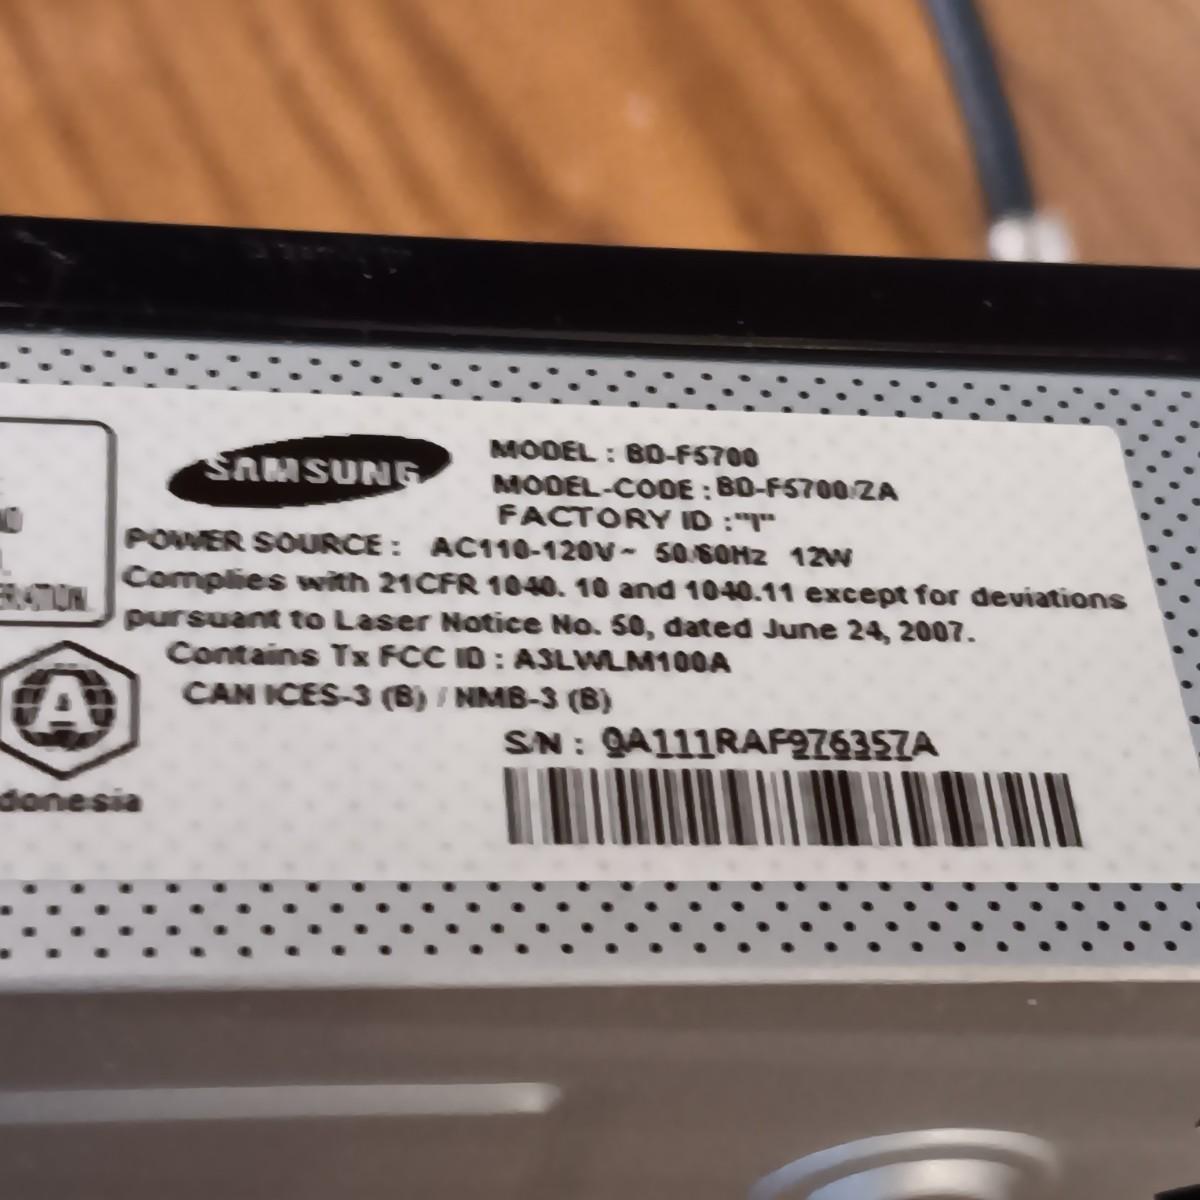 SAMSUNG
MODEL : BD-F5700
MODEL-CODE : BD-F5700/ZA
FACTORY ID :"I"
POWER SOURCE : AC110-120V~ 50/60Hz 12W
Complies with 21CFR 1040. 10 and 1040.11 except for deviations
pursuant to Laser Notice No. 50, dated June 24, 2007.
Contains Tx FCC ID : A3LWLM100A
CAN ICES-3 (B) / NMB-3 (B)
S/N : 0A111RAF976357A
ERATION.
A
donesia